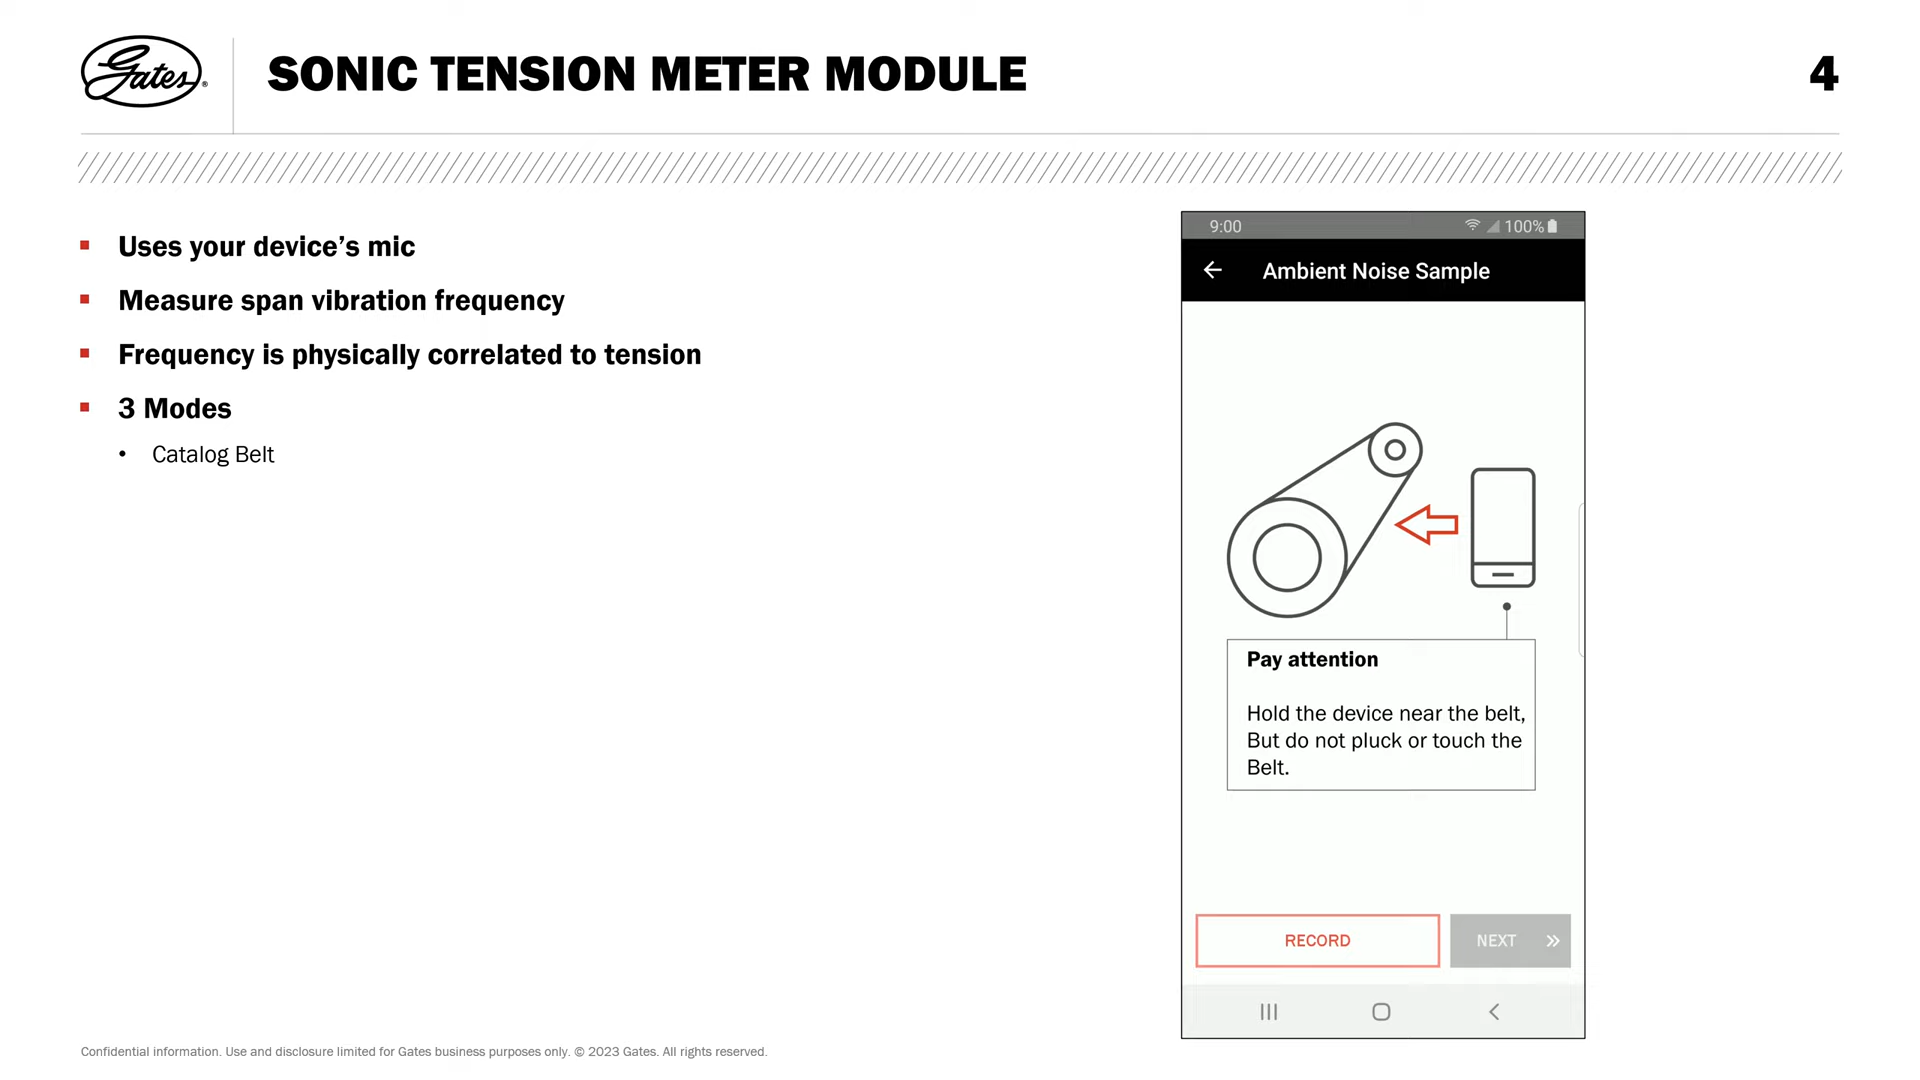 Gates®
SONIC TENSION METER MODULE
4
Uses your device’s mic
Measure span vibration frequency
Frequency is physically correlated to tension
3 Modes
Catalog Belt
9:00
100%
Ambient Noise Sample
Pay attention
Hold the device near the belt,
But do not pluck or touch the
Belt.
RECORD
NEXT
Confidential information. Use and disclosure limited for Gates business purposes only. © 2023 Gates. All rights reserved.